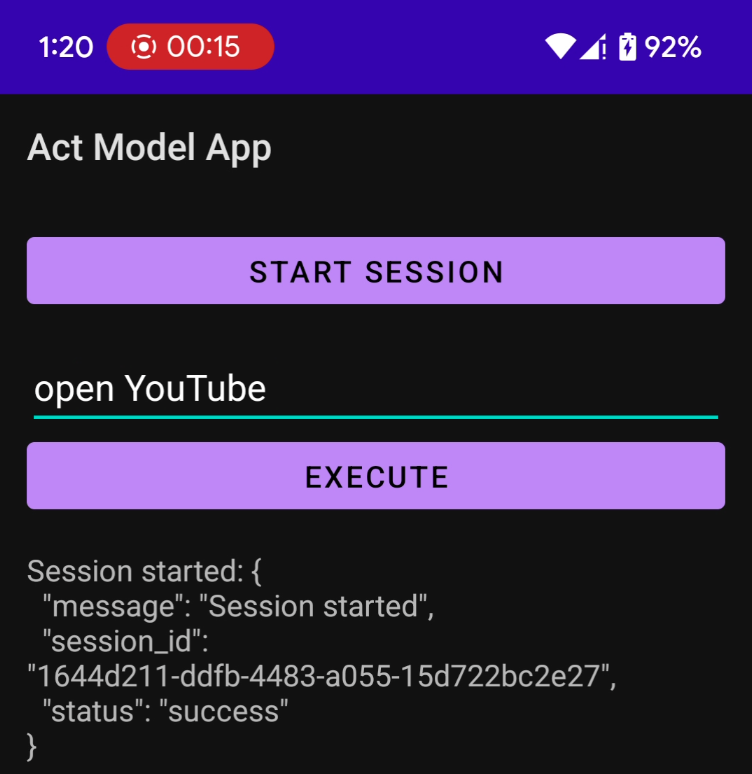 1:20 00:15 92%
Act Model App
START SESSION
open YouTube
EXECUTE
Session started: {
"message": "Session started",
"session_id":
"1644d211-ddfb-4483-a055-15d722bc2e27",
"status": "success"
}